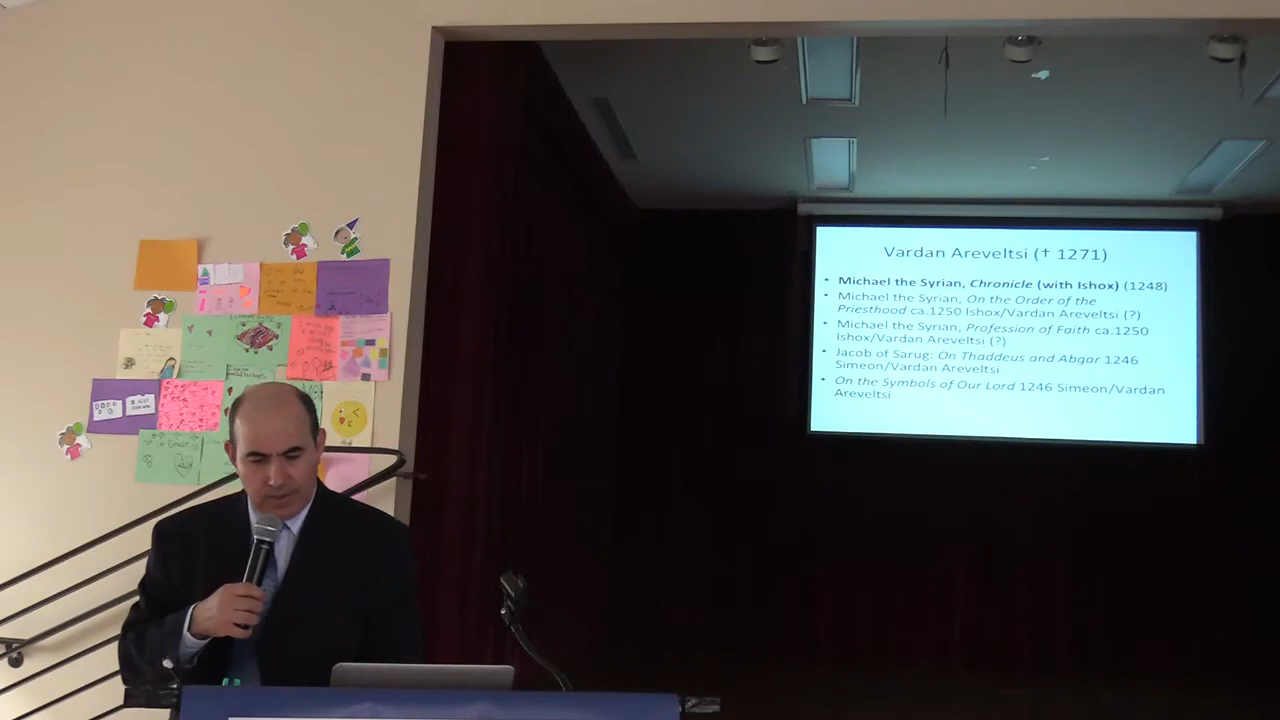 Vardan Areveltsi († 1271)
• Michael the Syrian, Chronicle (with Ishox) (1248)
• Michael the Syrian, On the Order of the
Priesthood ca.1250 Ishox/Vardan Areveltsi (?)
• Michael the Syrian, Profession of Faith ca.1250
Ishox/Vardan Areveltsi (?)
• Jacob of Sarug: On Thaddeus and Abgar 1246
Simeon/Vardan Areveltsi
• On the Symbols of Our Lord 1246 Simeon/Vardan
Areveltsi